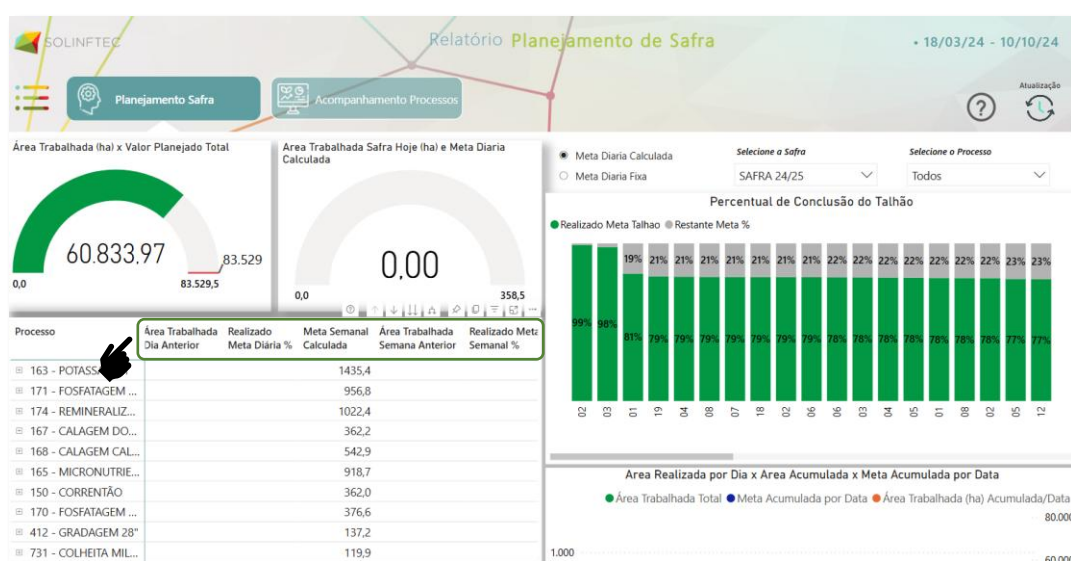 SOLINFTEC
Relatório Planejamento de Safra
• 18/03/24 - 10/10/24
Planejamento Safra
Acompanhamento Processos
Atualização
?
Área Trabalhada (ha) x Valor Planejado Total
60.833,97
83.529
0,0
83.529,5
Area Trabalhada Safra Hoje (ha) e Meta Diaria
Calculada
0,00
0,0
358,5
Meta Diaria Calculada
Meta Diaria Fixa
Selecione a Safra
SAFRA 24/25
Selecione o Processo
Todos
Processo
Área Trabalhada
Dia Anterior
Realizado
Meta Diária %
Meta Semanal
Calculada
Área Trabalhada
Semana Anterior
Realizado Meta
Semanal %
163 - POTASSA
1435,4
171 - FOSFATAGEM ...
956,8
174 - REMINERALIZ...
1022,4
167 - CALAGEM DO...
362,2
168 - CALAGEM CAL...
542,9
165 - MICRONUTRIE...
918,7
150 - CORRENTÃO
362,0
170 - FOSFATAGEM ...
376,6
412 - GRADAGEM 28"
137,2
731 - COLHEITA MIL...
119,9
Percentual de Conclusão do Talhão
Realizado Meta Talhao Restante Meta %
19% 21% 21% 21% 21% 21% 21% 21% 22% 22% 22% 22% 22% 22% 22% 23% 23%
99% 98% 81% 79% 79% 79% 79% 79% 79% 79% 78% 78% 78% 78% 78% 78% 78% 77% 77%
02 03 01 19 04 08 07 18 02 06 06 03 04 05 01 08 02 05 12
Area Realizada por Dia x Area Acumulada x Meta Acumulada por Data
Área Trabalhada Total Meta Acumulada por Data Área Trabalhada (ha) Acumulada/Data
80.000
1.000
60.000